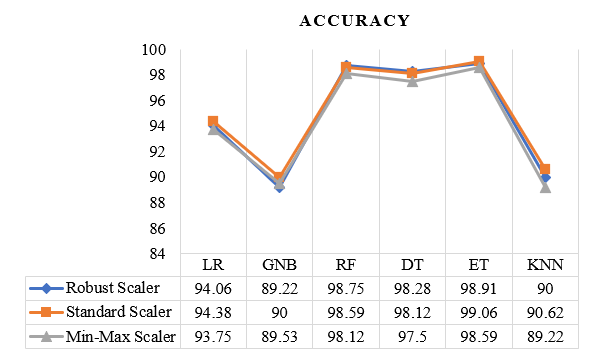 ACCURACY
100
98
96
94
92
90
88
86
84
LR GNB RF DT ET KNN
Robust Scaler 94.06 89.22 98.75 98.28 98.91 90
Standard Scaler 94.38 90 98.59 98.12 99.06 90.62
Min-Max Scaler 93.75 89.53 98.12 97.5 98.59 89.22